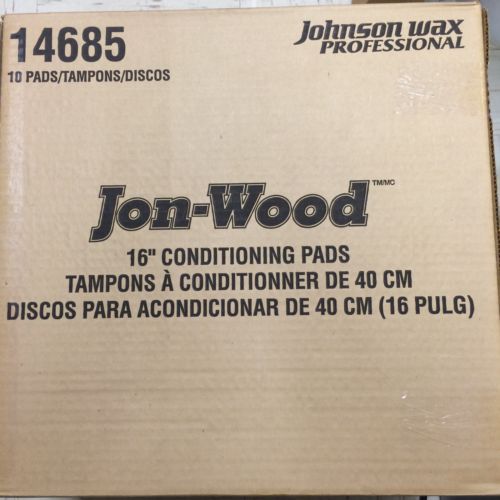 14685
10 PADS/TAMPONS/DISCOS
Johnson wax
PROFESSIONAL
Jon-Wood TM/MC
16" CONDITIONING PADS
TAMPONS À CONDITIONNER DE 40 CM
DISCOS PARA ACONDICIONAR DE 40 CM (16 PULG)